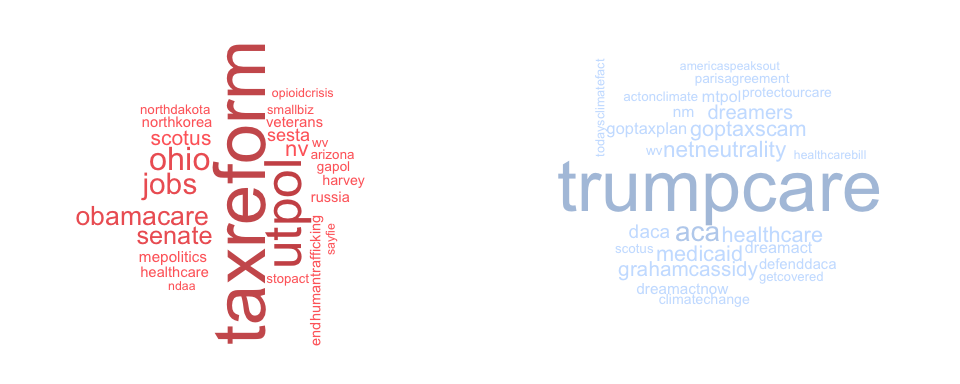 opioidcrisis
northdakota
smallbiz
northkorea
veterans
scotus
sesta
nv
wv
ohio
arizona
gapol
jobs
harvey
taxreform
utpol
russia
obamacare
senate
endhumantrafficking
sayfie
mepolitics
healthcare
stopact
ndaa
americaspeaksout
parisagreement
todaysclimatefact
actonclimate
mtpol
protectourcare
nm
dreamers
goptaxplan
goptaxscam
wv
netneutrality
healthcarebill
trumpcare
daca
aca
healthcare
scotus
medicaid
dreamact
grahamcassidy
defenddaca
getcovered
dreamactnow
climatechange